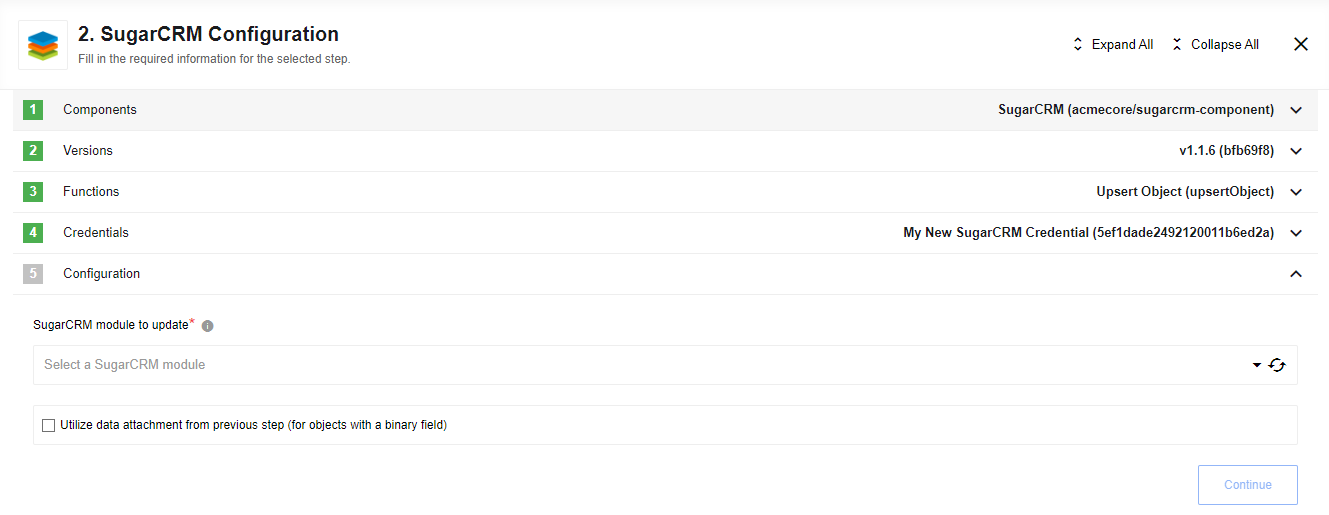 2. SugarCRM Configuration
Fill in the required information for the selected step.
Expand All
Collapse All
1 Components SugarCRM (acmecore/sugarcrm-component)
2 Versions v1.1.6 (bfb69f8)
3 Functions Upsert Object (upsertObject)
4 Credentials My New SugarCRM Credential (5ef1dade2492120011b6ed2a)
5 Configuration
SugarCRM module to update*
Select a SugarCRM module
Utilize data attachment from previous step (for objects with a binary field)
Continue